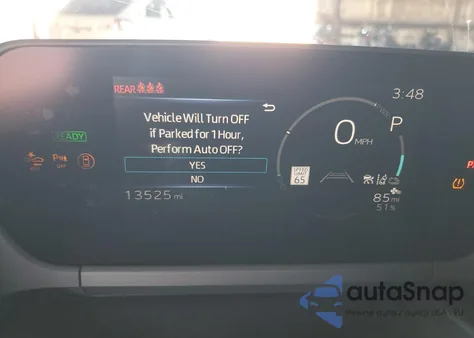 REAR
3:48
Vehicle Will Turn OFF
if Parked for 1 Hour,
Perform Auto OFF?
YES
NO
READY
OFF
13525 mi
0 MPH
P
SPEED
LIMIT
65
85 mi
51%
autoSnap